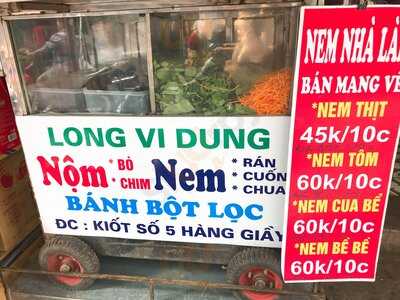 LONG VI DUNG
Nộm * BÒ * CHIM Nem * RÁN * CUỐN * CHUA
BÁNH BỘT LỌC
ĐC : KIỐT SỐ 5 HÀNG GIẦY
NEM NHÀ LÀ
BÁN MANG VỀ
*NEM THỊT
45k/10c
*NEM TÔM
60k/10c
*NEM CUA BỂ
60k/10c
*NEM BỀ BỀ
60k/10c